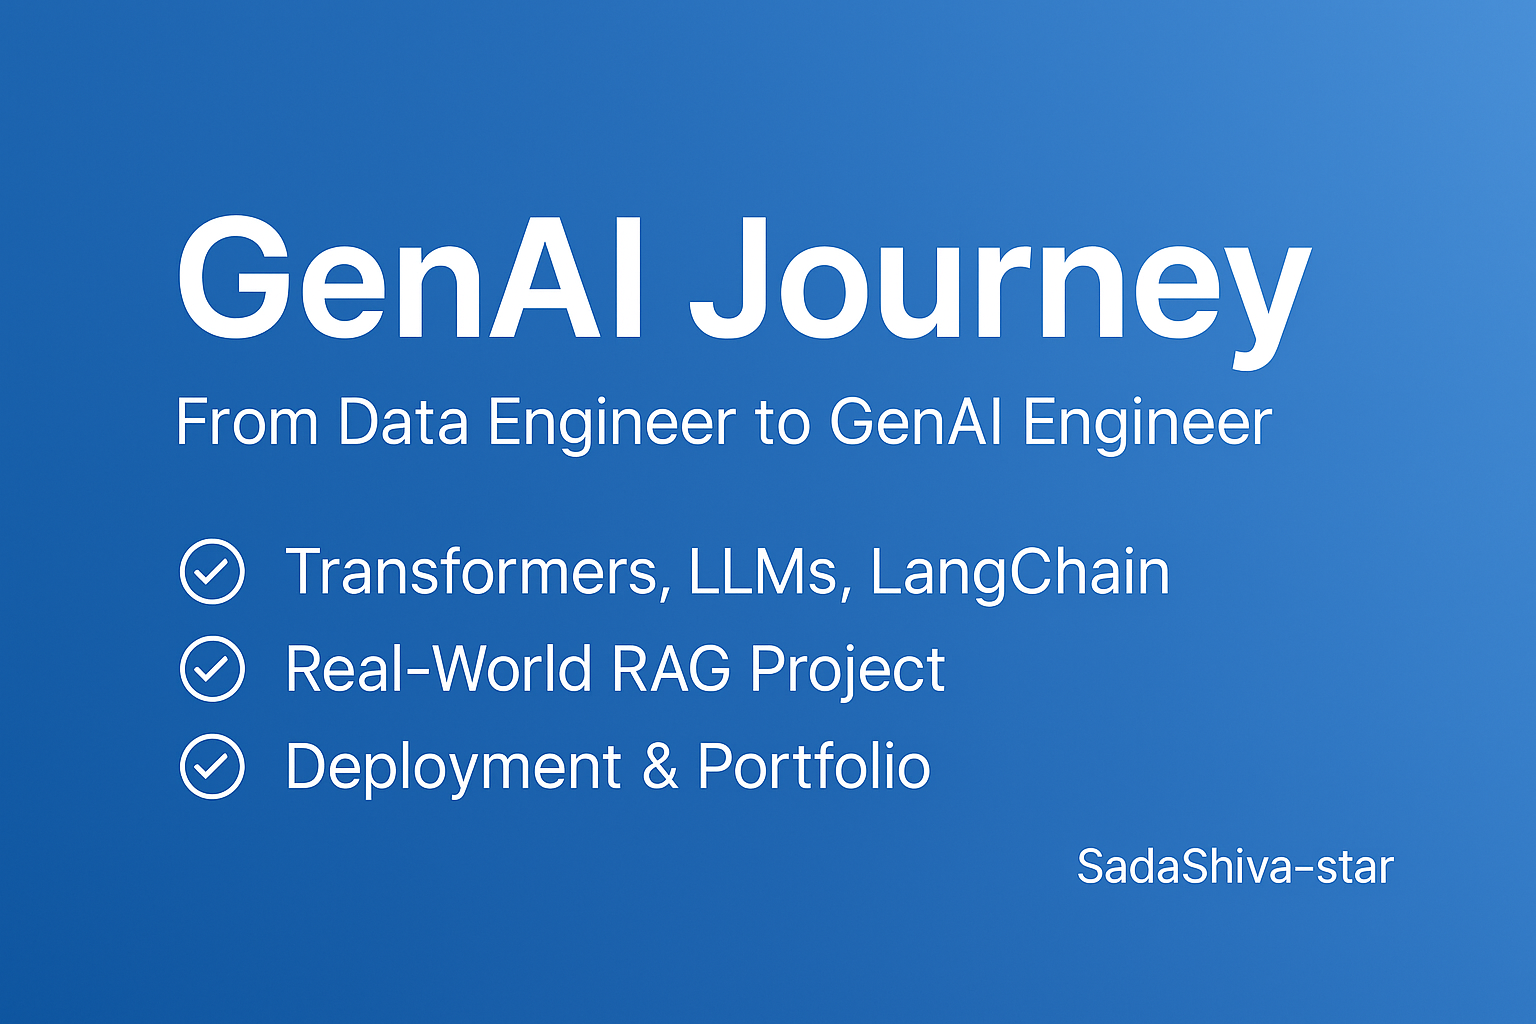 GenAI Journey
From Data Engineer to GenAI Engineer
Transformers, LLMs, LangChain
Real-World RAG Project
Deployment & Portfolio
SadaShiva-star